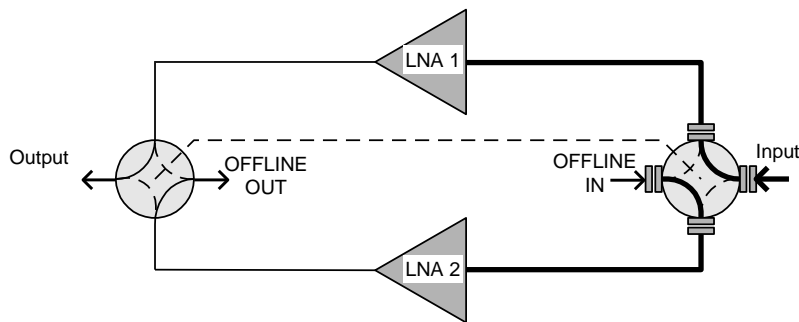 LNA 1
Output
OFFLINE
OUT
OFFLINE
IN
Input
LNA 2